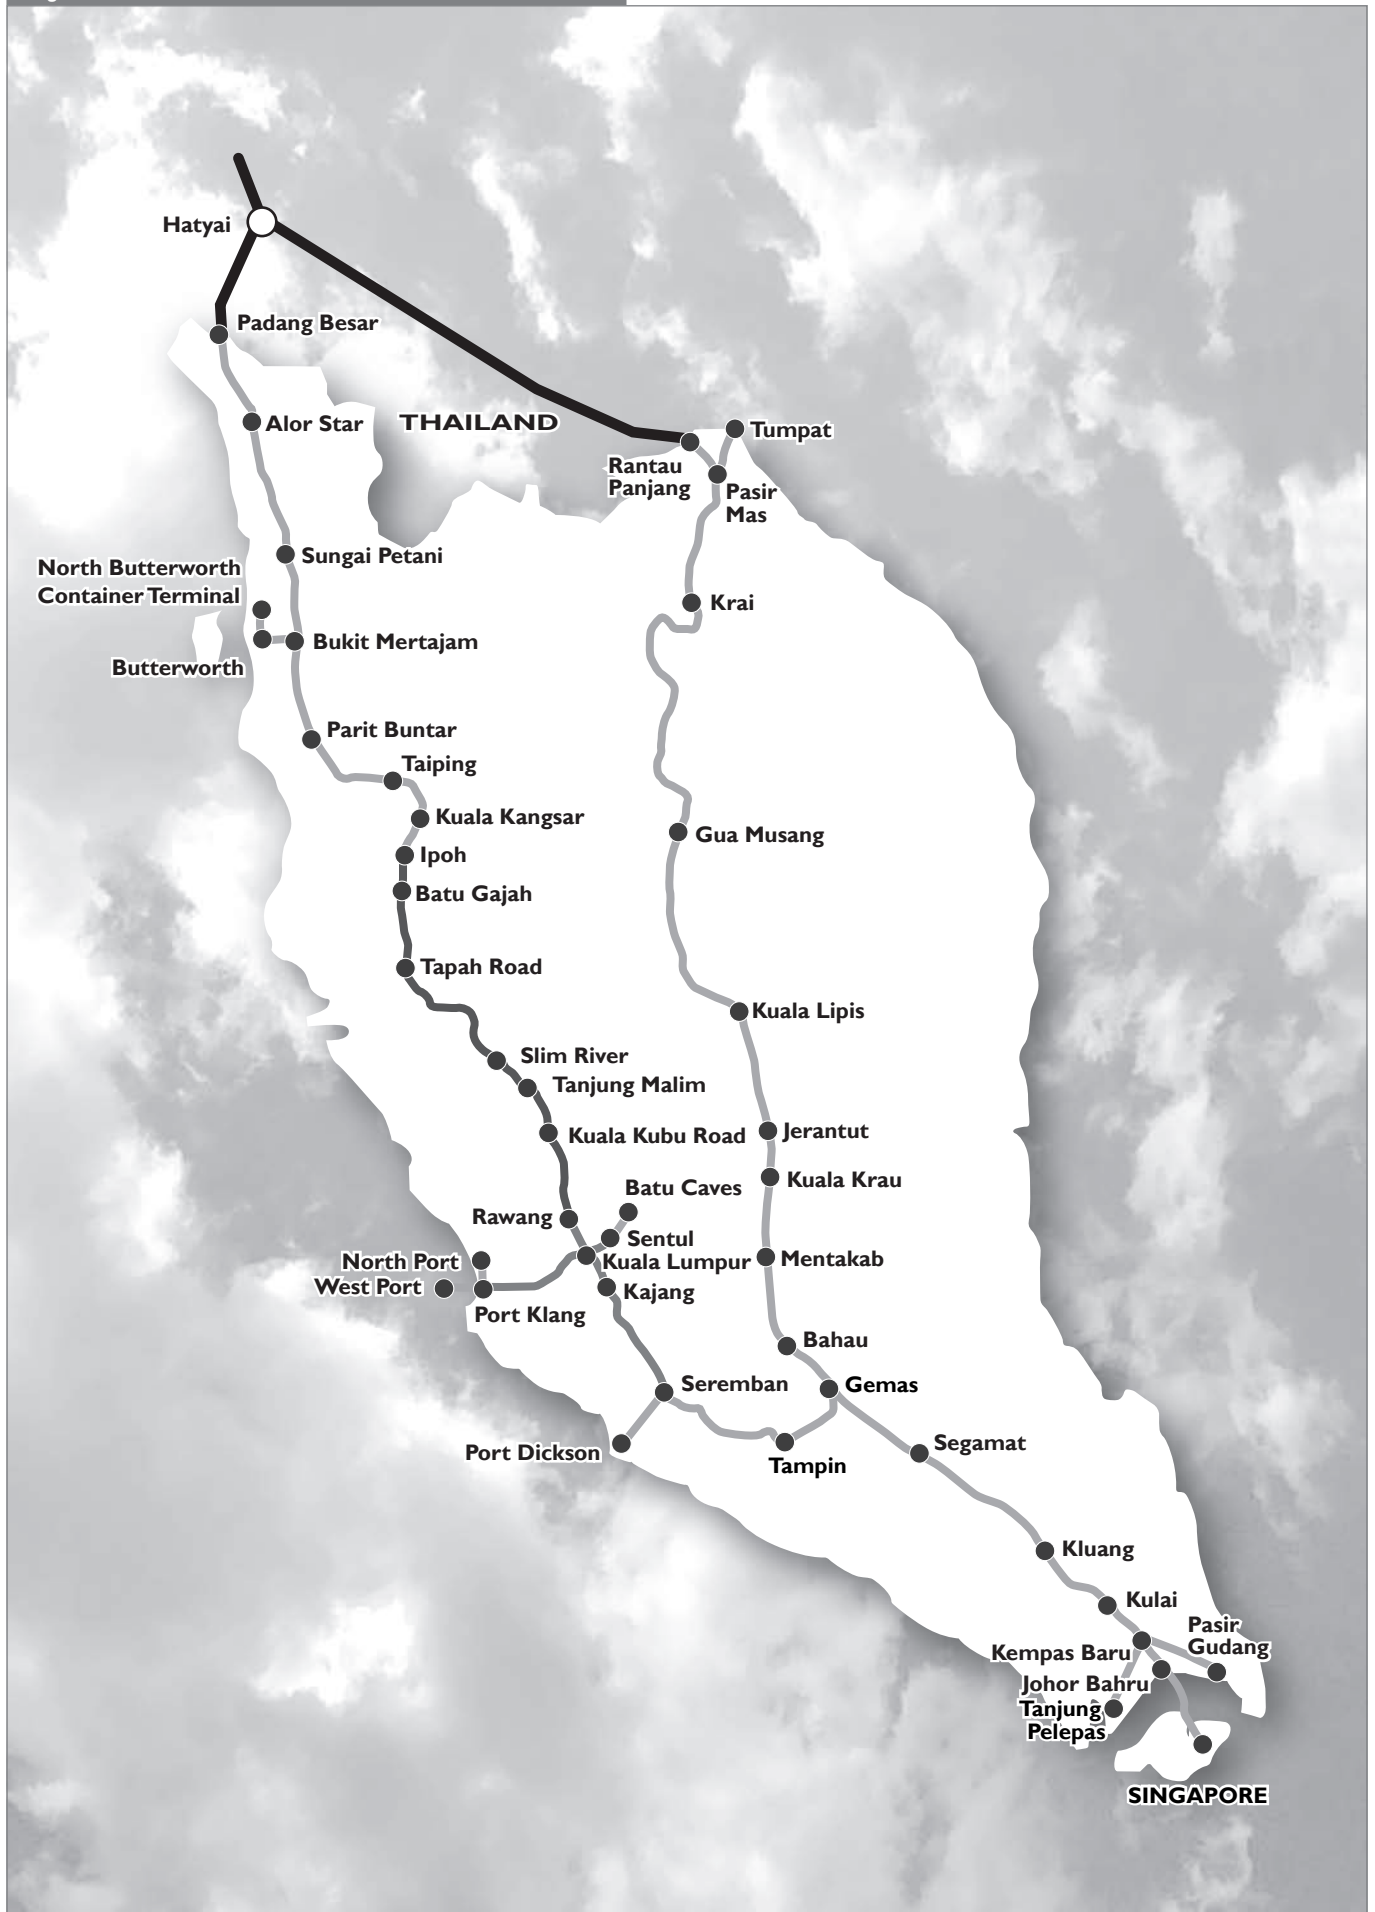 Hatyai
Padang Besar
Alor Star
THAILAND
Tumpat
Rantau
Panjang
Pasir
Mas
Sungai Petani
North Butterworth
Container Terminal
Krai
Bukit Mertajam
Butterworth
Parit Buntar
Taiping
Kuala Kangsar
Gua Musang
Ipoh
Batu Gajah
Tapah Road
Kuala Lipis
Slim River
Tanjung Malim
Kuala Kubu Road
Jerantut
Kuala Krau
Batu Caves
Rawang
Sentul
North Port
Kuala Lumpur
Mentakab
West Port
Kajang
Port Klang
Bahau
Seremban
Gemas
Port Dickson
Segamat
Tampin
Kluang
Kulai
Pasir
Gudang
Kempas Baru
Johor Bahru
Tanjung
Pelepas
SINGAPORE